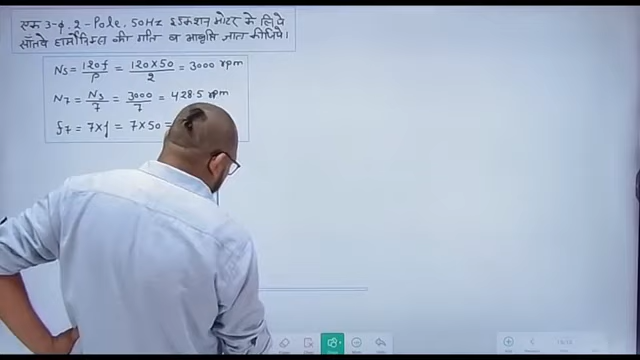 एक 3-φ, 2-Pole, 50Hz इंडक्शन मोटर के लिये
सातवे हार्मोनिक्स की गति व आवृत्ति ज्ञात कीजिये।
Ns = 120f/P = 120×50/2 = 3000 rpm
N7 = Ns/7 = 3000/7 = 428.5 rpm
f7 = 7×f = 7×50 =